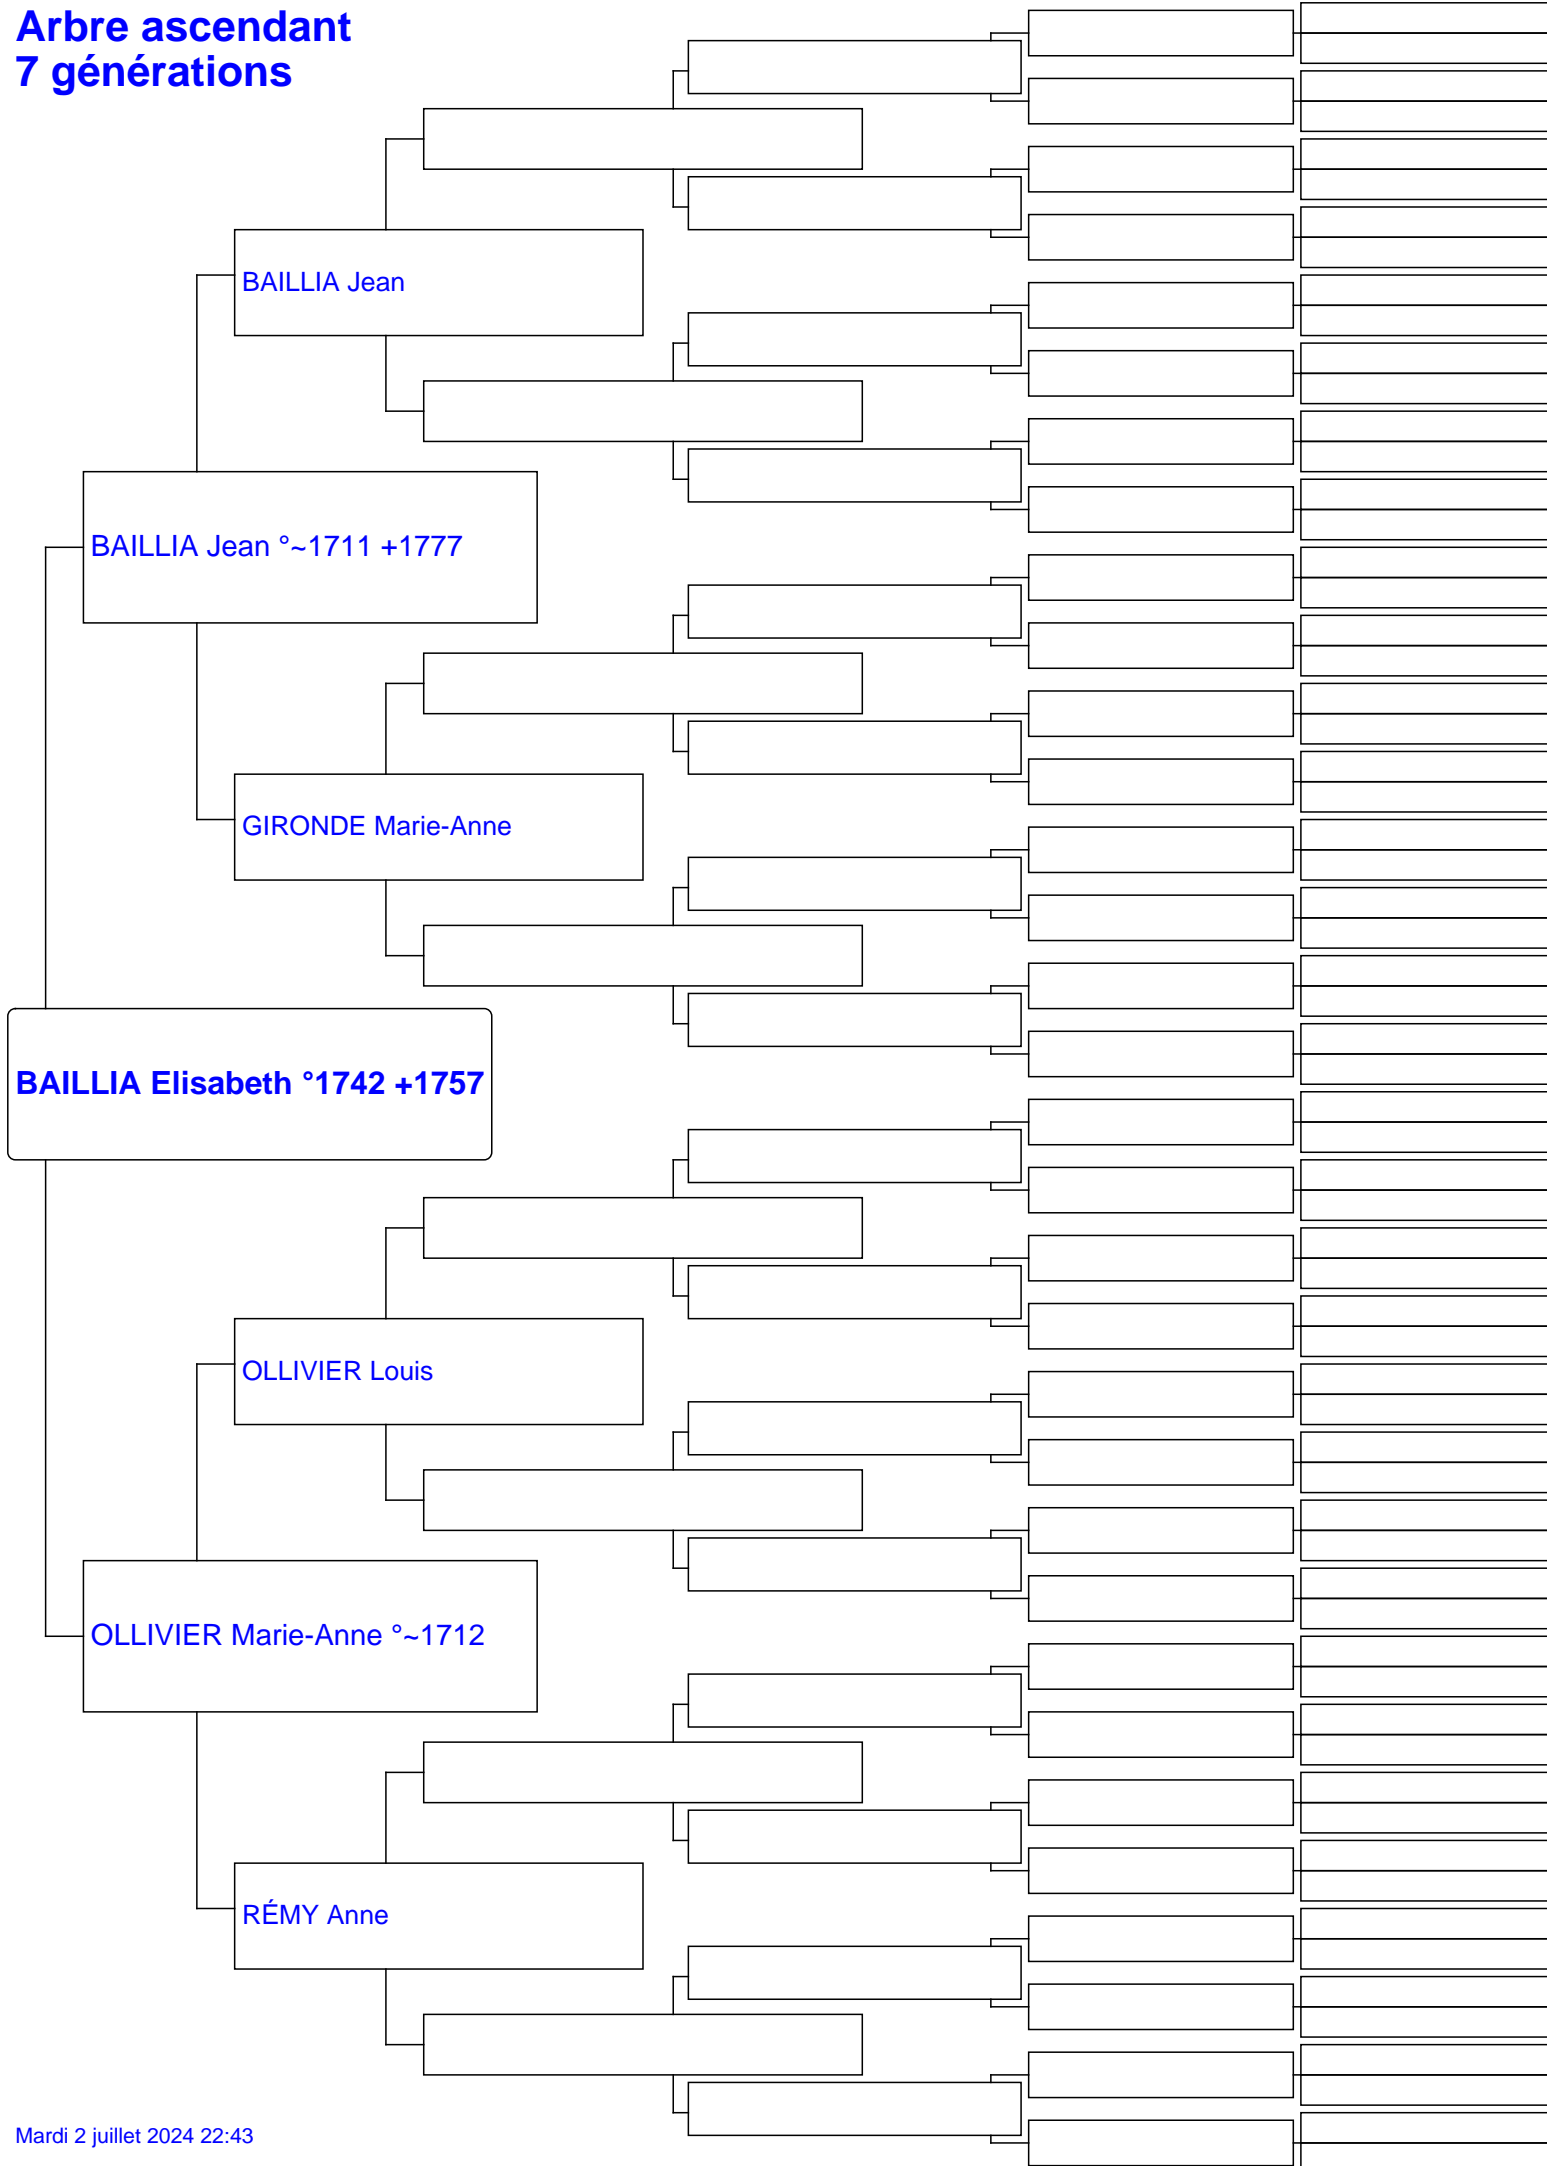 Arbre ascendant
7 générations
BAILLIA Jean
BAILLIA Jean °~1711 +1777
GIRONDE Marie-Anne
BAILLIA Elisabeth °1742 +1757
OLLIVIER Louis
OLLIVIER Marie-Anne °~1712
RÉMY Anne
Mardi 2 juillet 2024 22:43